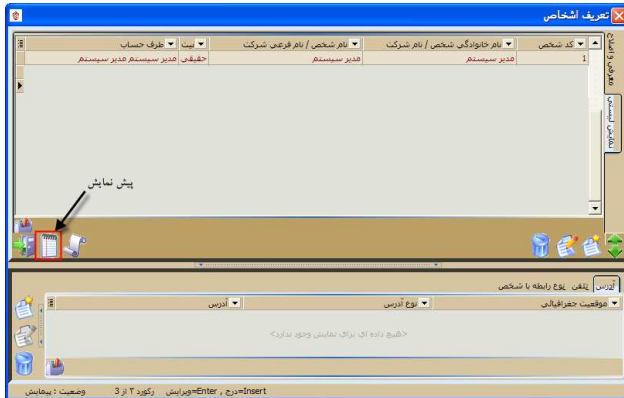 تعریف اشخاص
کد شخص
نام خانوادگی شخص / نام شرکت
نام شخص / نام فرعی شرکت
نیت
طرف حساب
1 مدیر سیستم مدیر سیستم حقیقی مدیر سیستم مدیر سیستم
معرفی و اصلاح
نمایش لیستی
پیش نمایش
آدرس تلفن نوع رابطه با شخص
موقعیت جغرافیائی
نوع آدرس
آدرس
<هیچ داده ای برای نمایش وجود ندارد>
وضعیت : پیمایش رکورد ۲ از 3 Insert=درج , Enter=ویرایش